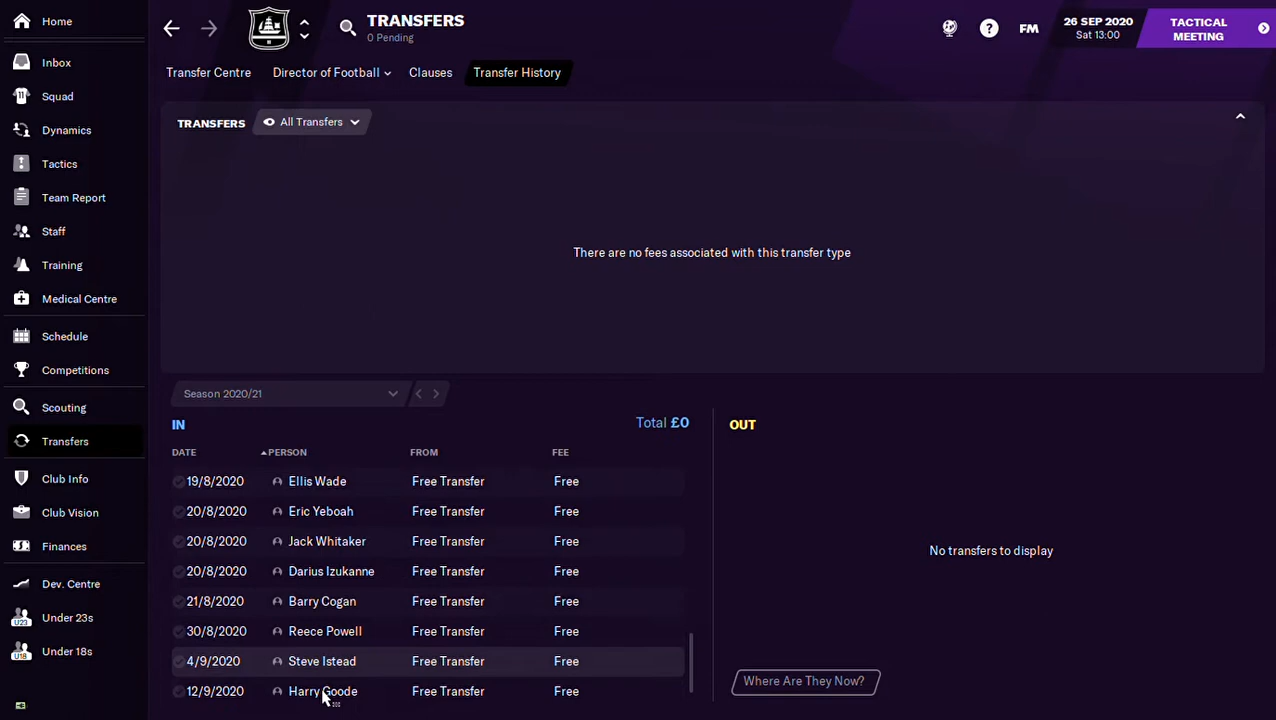 Home
Inbox
Squad
Dynamics
Tactics
Team Report
Staff
Training
Medical Centre
Schedule
Competitions
Scouting
Transfers
Club Info
Club Vision
Finances
Dev. Centre
U23 Under 23s
U18 Under 18s
TRANSFERS
0 Pending
? FM
26 SEP 2020
Sat 13:00
TACTICAL
MEETING
Transfer Centre Director of Football Clauses Transfer History
TRANSFERS All Transfers
There are no fees associated with this transfer type
Season 2020/21
IN Total £0
DATE PERSON FROM FEE
19/8/2020 Ellis Wade Free Transfer Free
20/8/2020 Eric Yeboah Free Transfer Free
20/8/2020 Jack Whitaker Free Transfer Free
20/8/2020 Darius Izukanne Free Transfer Free
21/8/2020 Barry Cogan Free Transfer Free
30/8/2020 Reece Powell Free Transfer Free
4/9/2020 Steve Istead Free Transfer Free
12/9/2020 Harry Goode Free Transfer Free
OUT
No transfers to display
Where Are They Now?